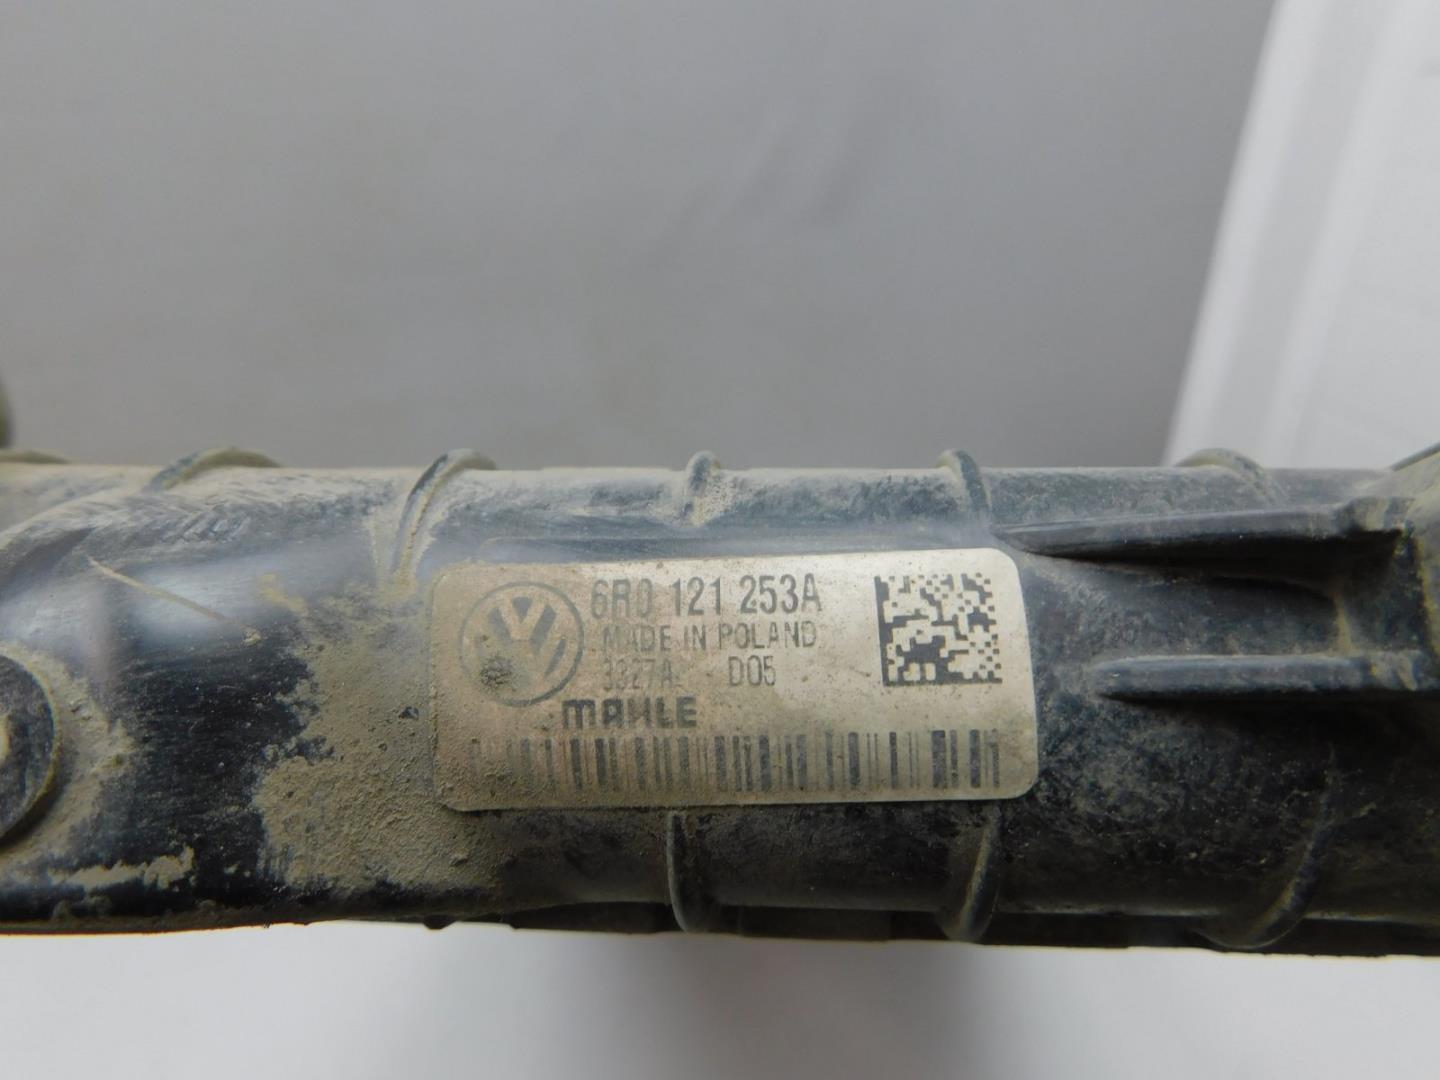 6R0 121 253A
MADE IN POLAND
3327A D05
MAHLE